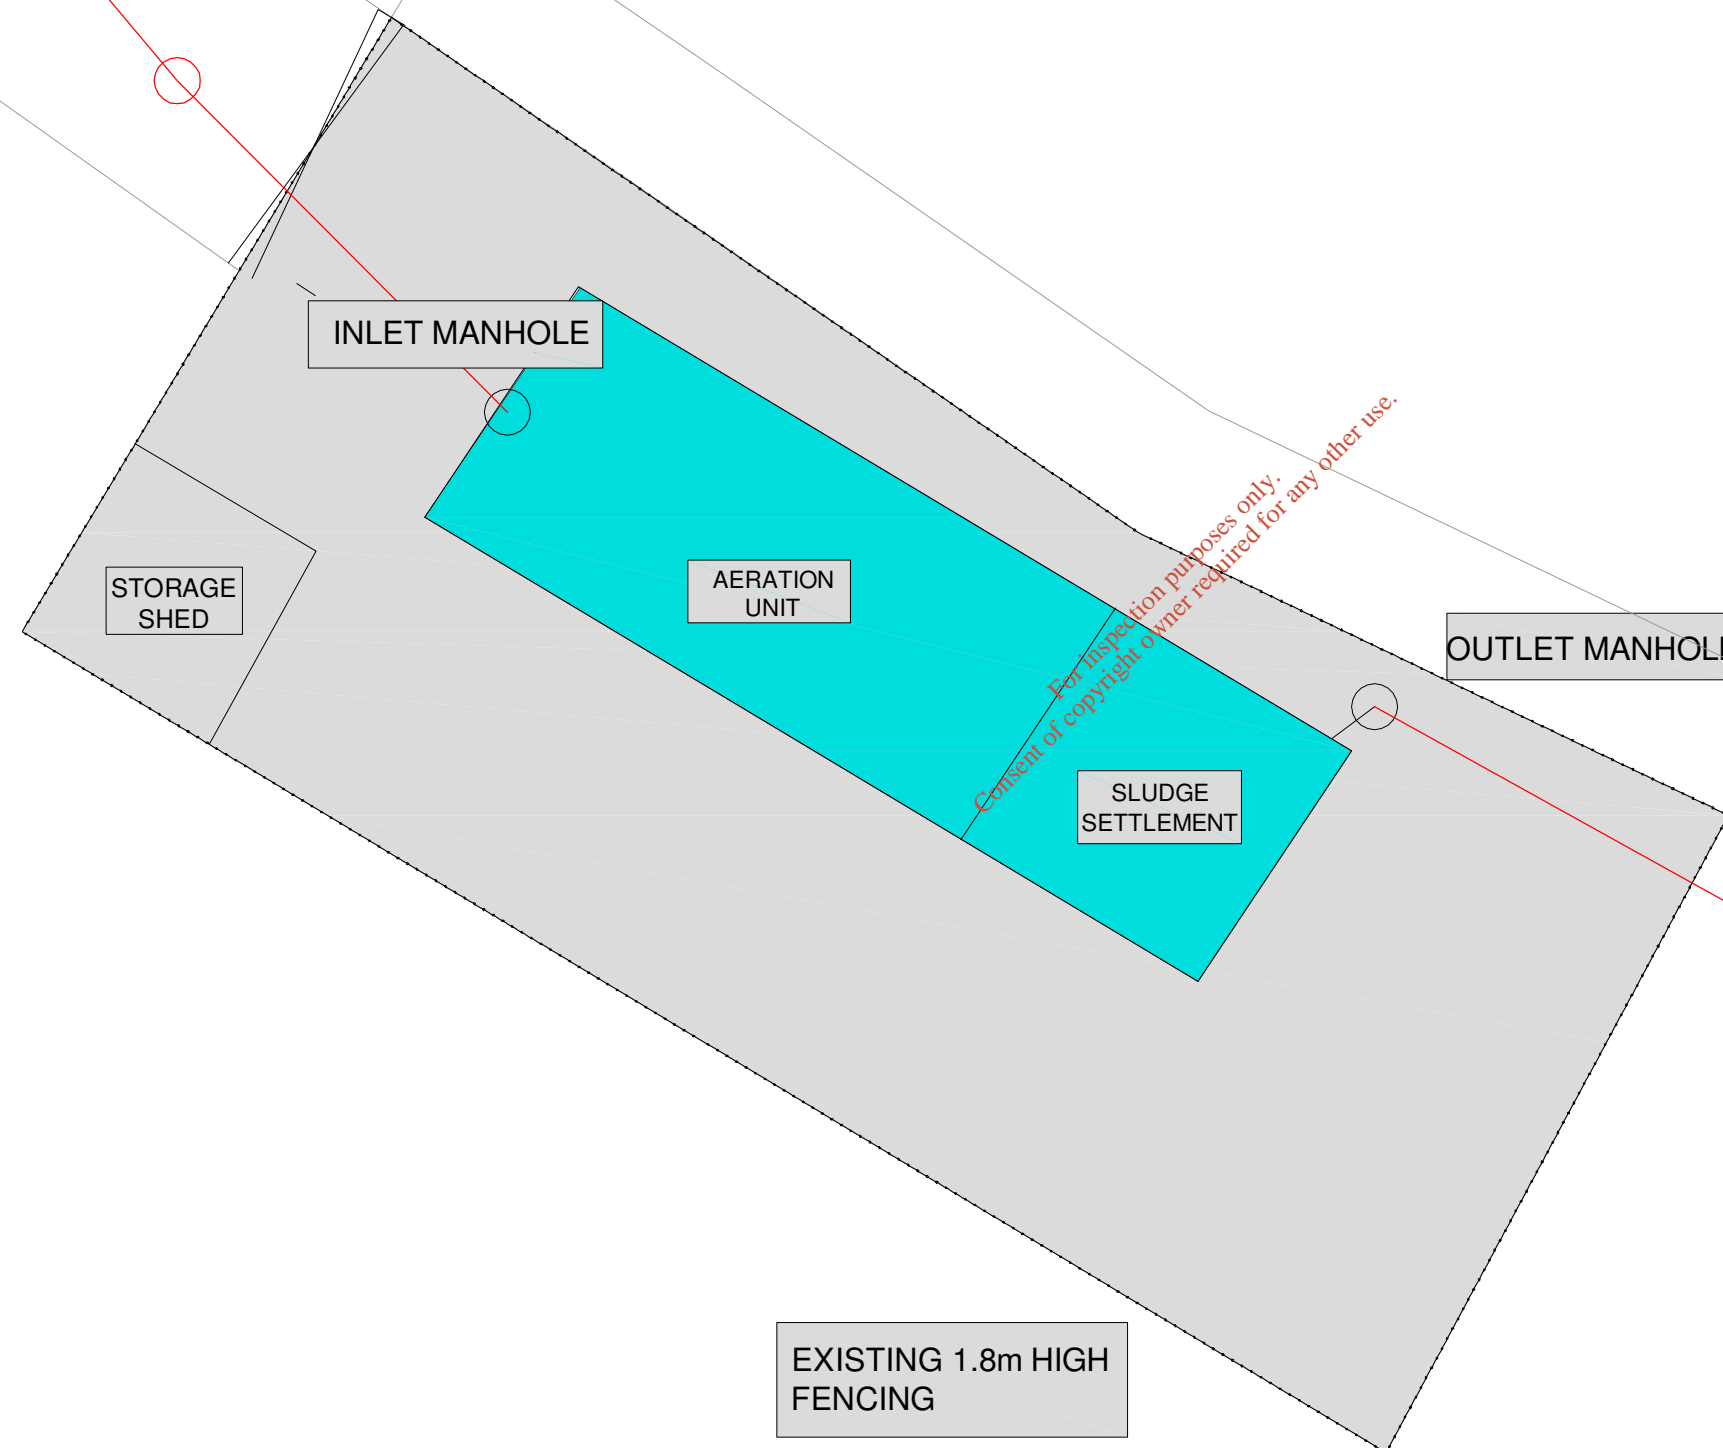 INLET MANHOLE
STORAGE
SHED
AERATION
UNIT
For inspection purposes only.
Consent of copyright owner required for any other use.
OUTLET MANHOL
SLUDGE
SETTLEMENT
EXISTING 1.8m HIGH
FENCING